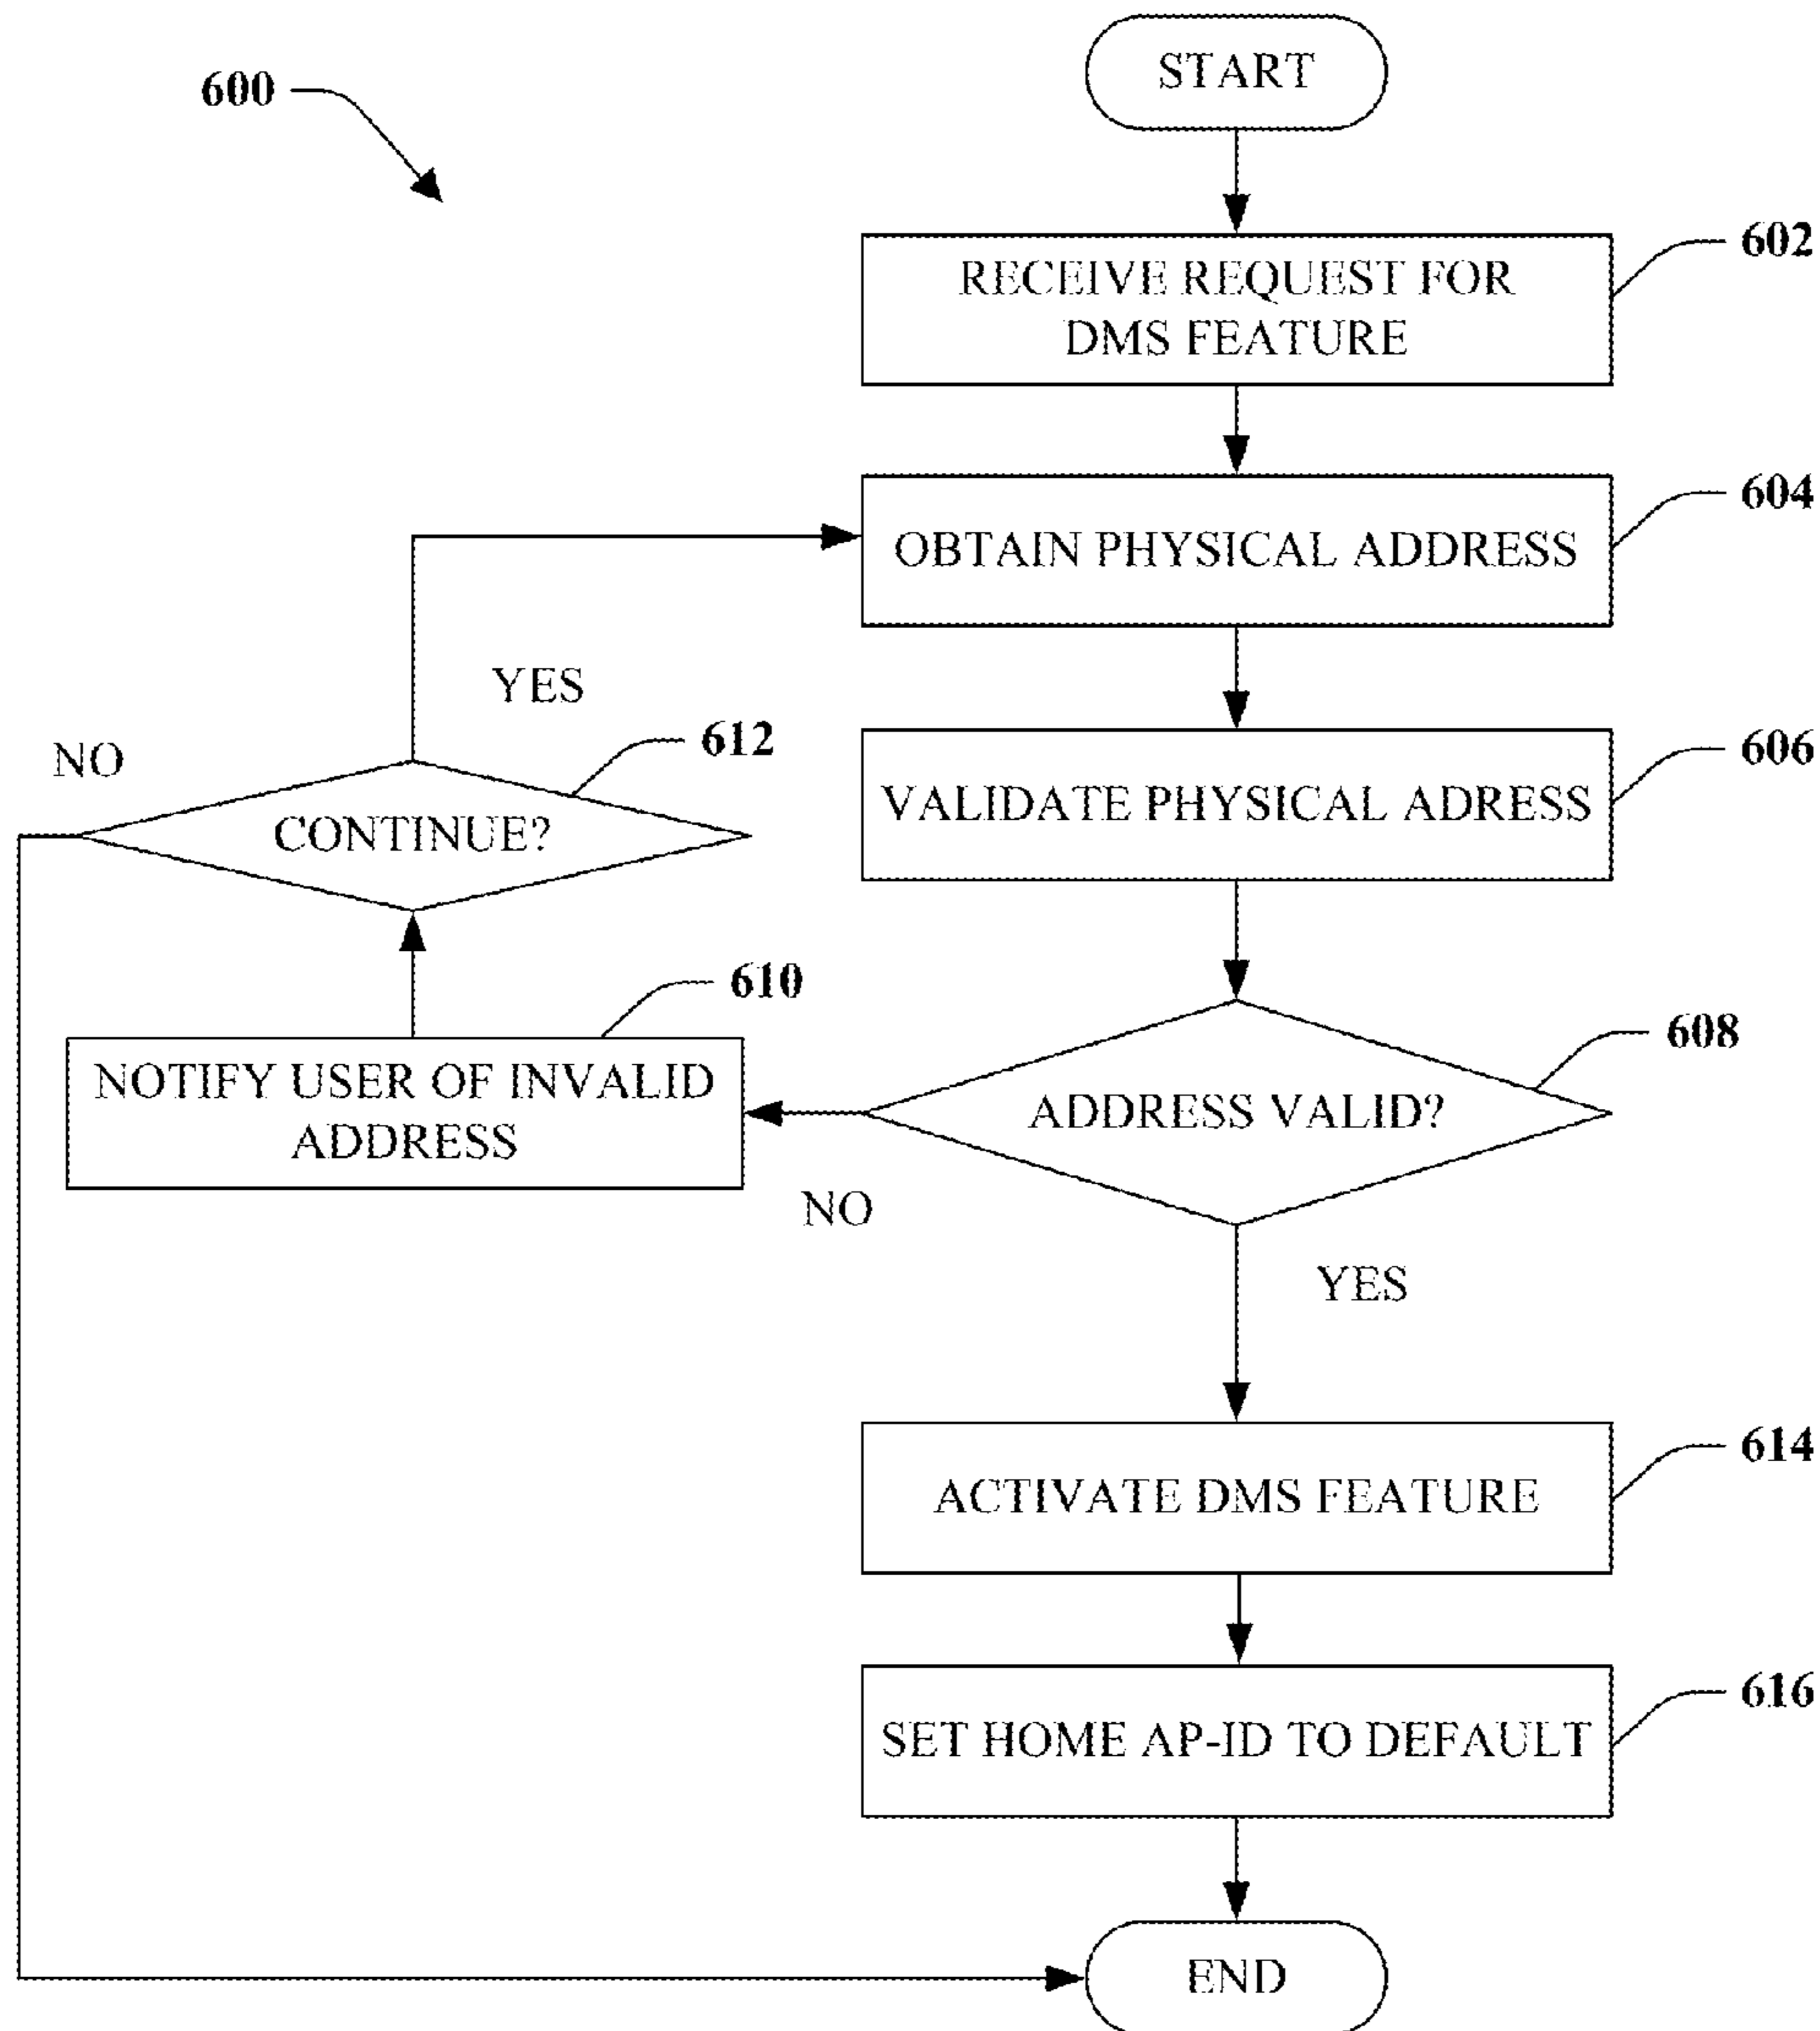 START
600
602
RECEIVE REQUEST FOR
DMS FEATURE
604
OBTAIN PHYSICAL ADDRESS
YES
612
NO
CONTINUE?
606
VALIDATE PHYSICAL ADRESS
610
NOTIFY USER OF INVALID
ADDRESS
608
ADDRESS VALID?
NO
YES
614
ACTIVATE DMS FEATURE
616
SET HOME AP-ID TO DEFAULT
END